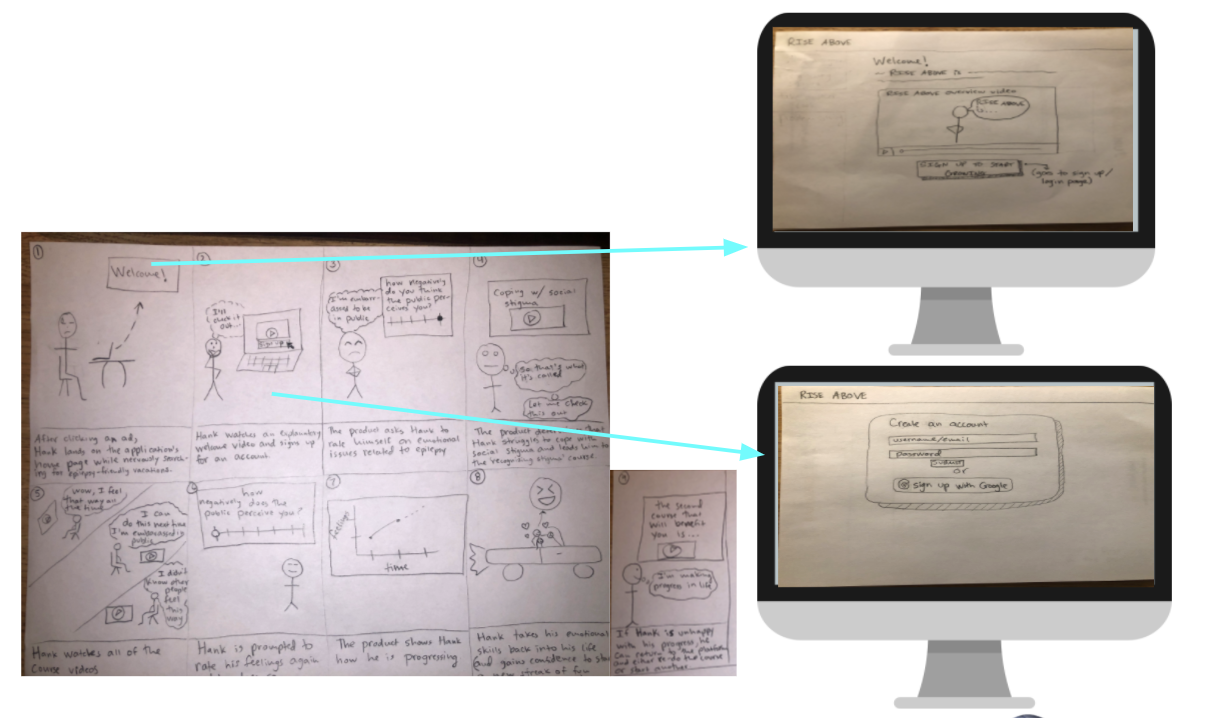 ①
Welcome!
After clicking an ad,
Hank lands on the application's
home page while nervously search-
ing for epilepsy-friendly vacations.
②
I'll
check it
out...
Sign up
Hank watches an explanatory
welcome video and signs up
for an account
③
I'm embarr-
assed to be
in public
how negatively
do you think
the public per-
ceives you?
The product asks Hank to
rate himself on emotional
issues related to epilepsy
④
Coping w/ social
stigma
So that's what
it's called
Let me check
this out
The product
Hank struggles to cope with
social stigma and leads him to
the 'recognizing stigma' course.
⑤
Wow, I feel
that way all
the time
I can
do this next time
I'm embarrassed in
public
I didn't
know other
people
feel
this
way
Hank watches all of the
course videos
6
how
negatively does the
public perceive you?
Hank is prompted to
rate his feelings again
⑦
feelings
time
The product shows Hank
how he is progressing
⑧
Hank takes his emotional
skills back into his life
and gains confidence to
a new streak of fun
9
the second
course that
will benefit
you is...
I'm making
progress in life
If Hank is unhappy
with his progress, he
can return to the platform
and either re-do the course
or start another
RISE ABOVE
Welcome!
~ RISE ABOVE is
RISE ABOVE overview video
RISE ABOVE
is...
SIGN UP TO START
(goes to sign up/
login page)
RISE ABOVE
Create an account
username/email
password
SUBMIT
or
sign up with Google